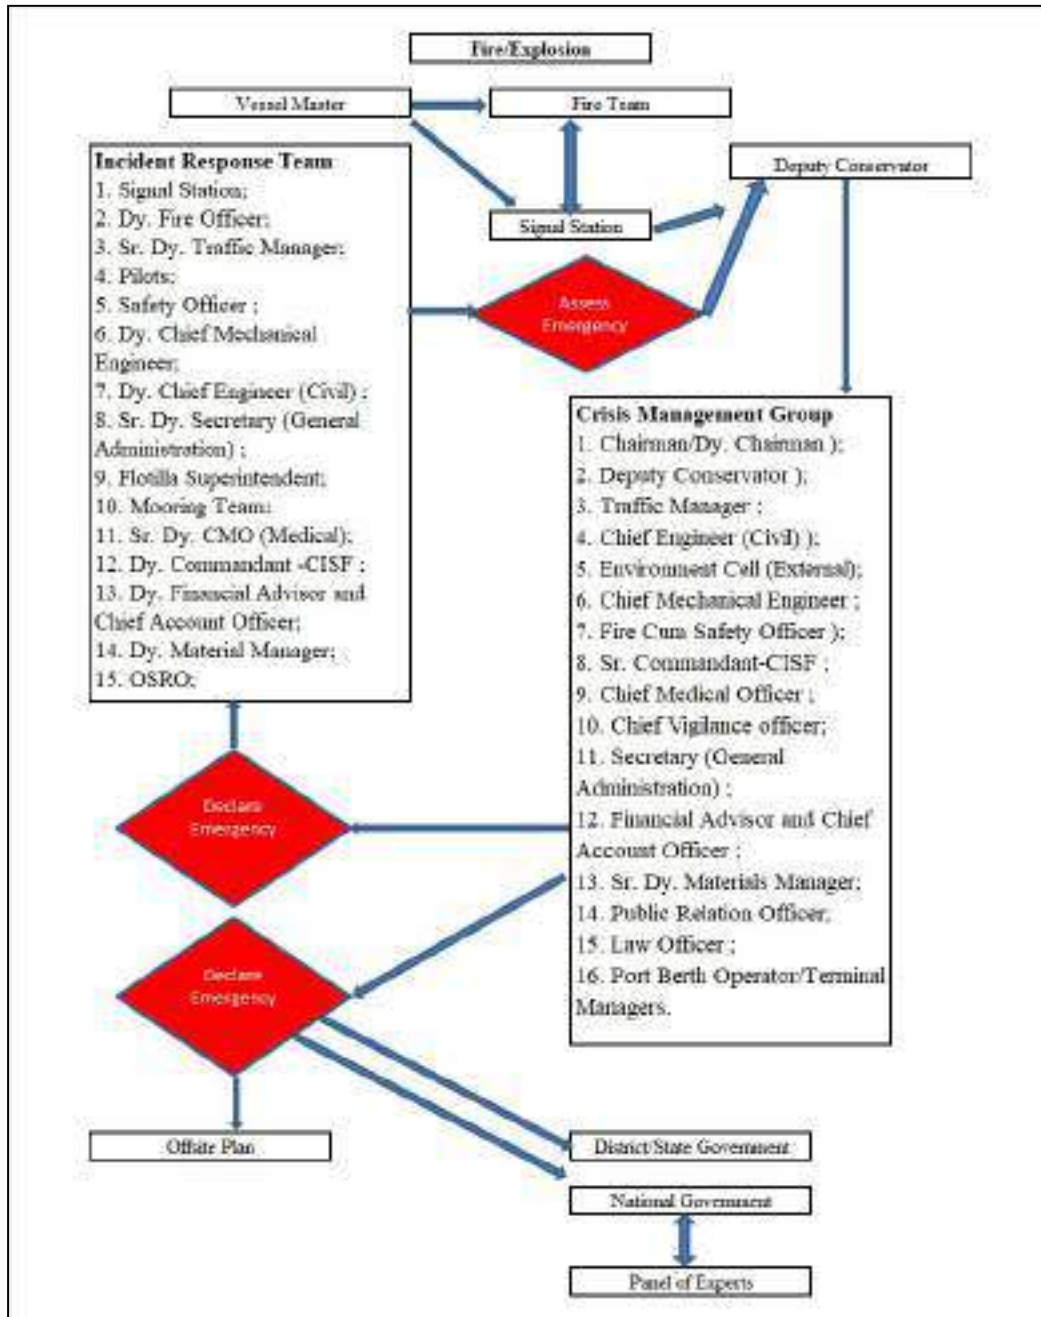 Fire/Explosion
Vessel Master
Fire Team
Incident Response Team
1. Signal Station;
2. Dy. Fire Officer;
3. Sr. Dy. Traffic Manager;
4. Pilots;
5. Safety Officer ;
6. Dy. Chief Mechanical
Engineer;
7. Dy. Chief Engineer (Civil) ;
8. Sr. Dy. Secretary (General
Administration) ;
9. Flotilla Superintendent;
10. Mooring Team;
11. Sr. Dy. CMO (Medical);
12. Dy. Commandant -CISF ;
13. Dy. Financial Advisor and
Chief Account Officer;
14. Dy. Material Manager;
15. OSRO;
Deputy Conservator
Signal Station
Assess
Emergency
Crisis Management Group
1. Chairman/Dy. Chairman );
2. Deputy Conservator );
3. Traffic Manager ;
4. Chief Engineer (Civil) );
5. Environment Cell (External);
6. Chief Mechanical Engineer ;
7. Fire Cum Safety Officer );
8. Sr. Commandant-CISF ;
9. Chief Medical Officer ;
10. Chief Vigilance officer;
11. Secretary (General
Administration) ;
12. Financial Advisor and Chief
Account Officer ;
13. Sr. Dy. Materials Manager;
14. Public Relation Officer;
15. Law Officer ;
16. Port Berth Operator/Terminal
Managers.
Declare
Emergency
Declare
Emergency
Offsite Plan
District/State Government
National Government
Panel of Experts